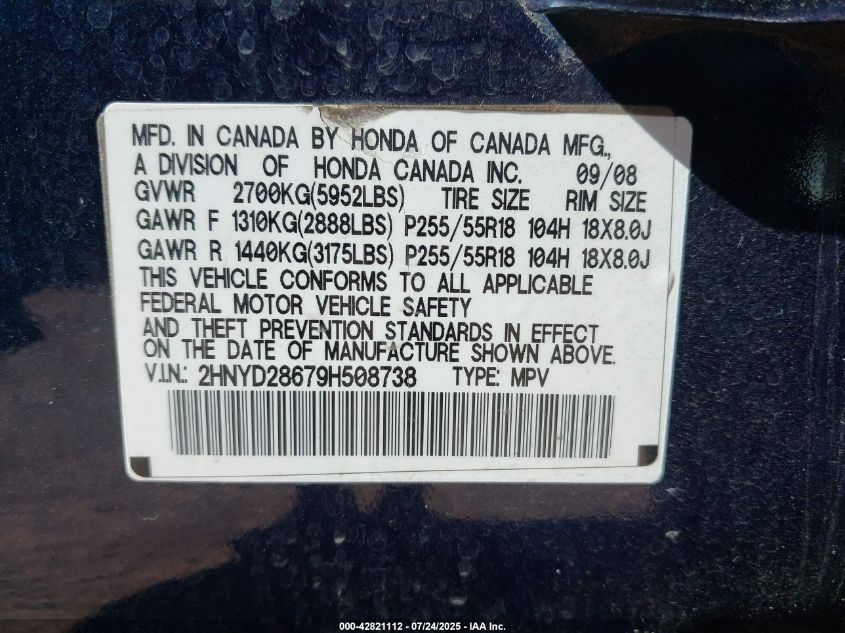 MFD. IN CANADA BY HONDA OF CANADA MFG.,
A DIVISION OF HONDA CANADA INC. 09/08
GVWR 2700KG(5952LBS) TIRE SIZE RIM SIZE
GAWR F 1310KG(2888LBS) P255/55R18 104H 18X8.0J
GAWR R 1440KG(3175LBS) P255/55R18 104H 18X8.0J
THIS VEHICLE CONFORMS TO ALL APPLICABLE
FEDERAL MOTOR VEHICLE SAFETY
AND THEFT PREVENTION STANDARDS IN EFFECT
ON THE DATE OF MANUFACTURE SHOWN ABOVE.
V.I.N.: 2HNYD28679H508738 TYPE: MPV
000-42821112 - 07/24/2025 - IAA Inc.